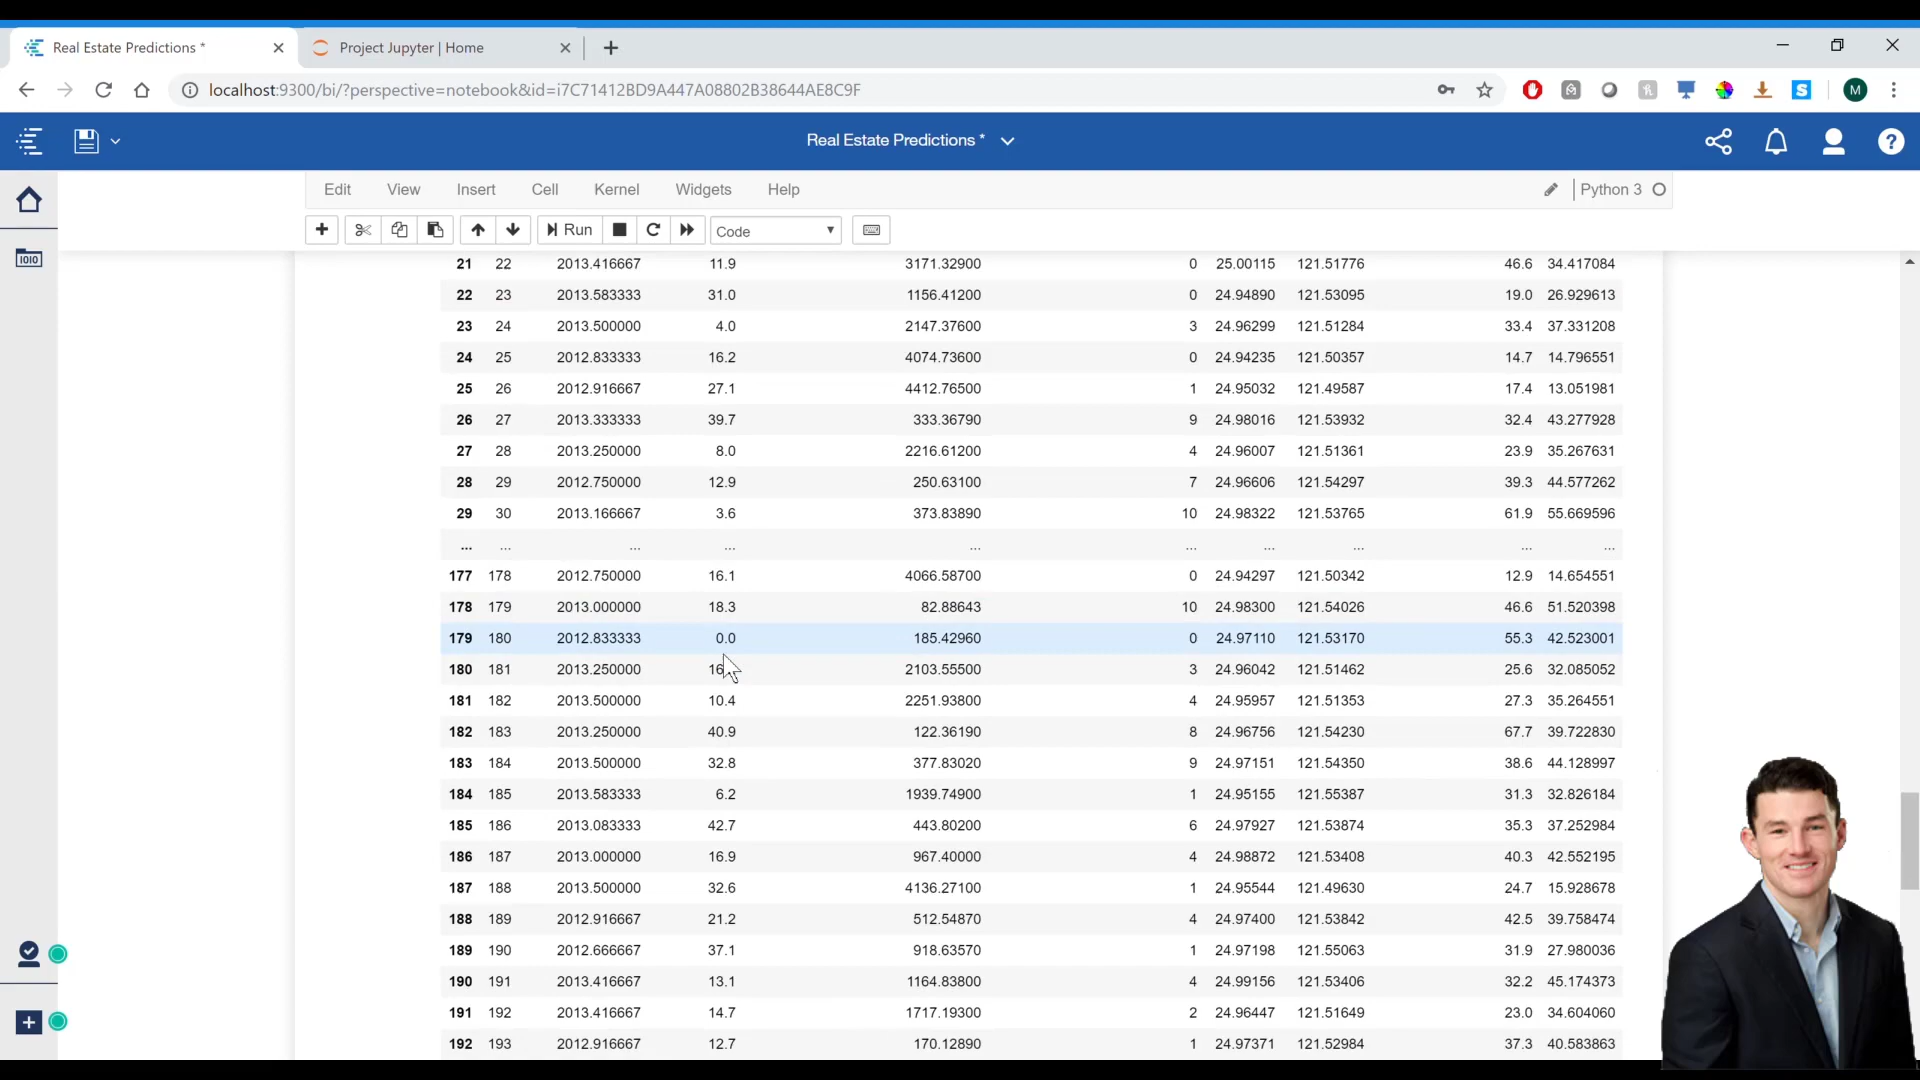 Real Estate Predictions *
Project Jupyter | Home
localhost:9300/bi/?perspective=notebook&id=i7C71412BD9A447A08802B38644AE8C9F
M
Real Estate Predictions *
?
Edit View Insert Cell Kernel Widgets Help Python 3
Run Code
21 22 2013.416667 11.9 3171.32900 0 25.00115 121.51776 46.6 34.417084
22 23 2013.583333 31.0 1156.41200 0 24.94890 121.53095 19.0 26.929613
23 24 2013.500000 4.0 2147.37600 3 24.96299 121.51284 33.4 37.331208
24 25 2012.833333 16.2 4074.73600 0 24.94235 121.50357 14.7 14.796551
25 26 2012.916667 27.1 4412.76500 1 24.95032 121.49587 17.4 13.051981
26 27 2013.333333 39.7 333.36790 9 24.98016 121.53932 32.4 43.277928
27 28 2013.250000 8.0 2216.61200 4 24.96007 121.51361 23.9 35.267631
28 29 2012.750000 12.9 250.63100 7 24.96606 121.54297 39.3 44.577262
29 30 2013.166667 3.6 373.83890 10 24.98322 121.53765 61.9 55.669596
... ... ... ... ... ... ... ... ... ...
177 178 2012.750000 16.1 4066.58700 0 24.94297 121.50342 12.9 14.654551
178 179 2013.000000 18.3 82.88643 10 24.98300 121.54026 46.6 51.520398
179 180 2012.833333 0.0 185.42960 0 24.97110 121.53170 55.3 42.523001
180 181 2013.250000 2103.55500 3 24.96042 121.51462 25.6 32.085052
181 182 2013.500000 10.4 2251.93800 4 24.95957 121.51353 27.3 35.264551
182 183 2013.250000 40.9 122.36190 8 24.96756 121.54230 67.7 39.722830
183 184 2013.500000 32.8 377.83020 9 24.97151 121.54350 38.6 44.128997
184 185 2013.583333 6.2 1939.74900 1 24.95155 121.55387 31.3 32.826184
185 186 2013.083333 42.7 443.80200 6 24.97927 121.53874 35.3 37.252984
186 187 2013.000000 16.9 967.40000 4 24.98872 121.53408 40.3 42.552195
187 188 2013.500000 32.6 4136.27100 1 24.95544 121.49630 24.7 15.928678
188 189 2012.916667 21.2 512.54870 4 24.97400 121.53842 42.5 39.758474
189 190 2012.666667 37.1 918.63570 1 24.97198 121.55063 31.9 27.980036
190 191 2013.416667 13.1 1164.83800 4 24.99156 121.53406 32.2 45.174373
191 192 2013.416667 14.7 1717.19300 2 24.96447 121.51649 23.0 34.604060
192 193 2012.916667 12.7 170.12890 1 24.97371 121.52984 37.3 40.583863